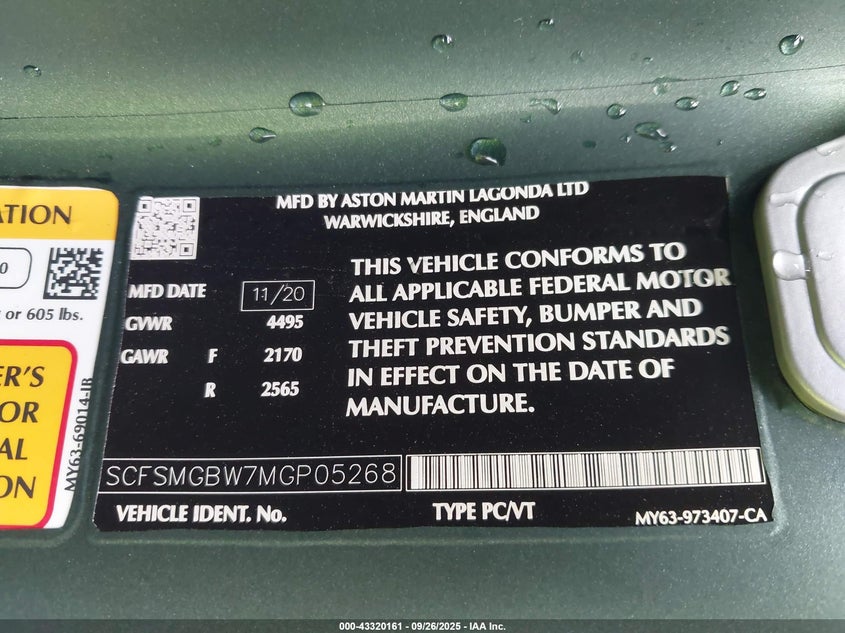 ATION
0
or 605 lbs.
ER'S
OR
AL
ON
MY63-69014-JB
MFD BY ASTON MARTIN LAGONDA LTD
WARWICKSHIRE, ENGLAND
MFD DATE 11/20
GVWR 4495
GAWR F 2170
R 2565
THIS VEHICLE CONFORMS TO
ALL APPLICABLE FEDERAL MOTOR
VEHICLE SAFETY, BUMPER AND
THEFT PREVENTION STANDARDS
IN EFFECT ON THE DATE OF
MANUFACTURE.
SCFSMGBW7MGP05268
VEHICLE IDENT. No. TYPE PC/VT MY63-973407-CA
000-43320161 - 09/26/2025 - IAA Inc.